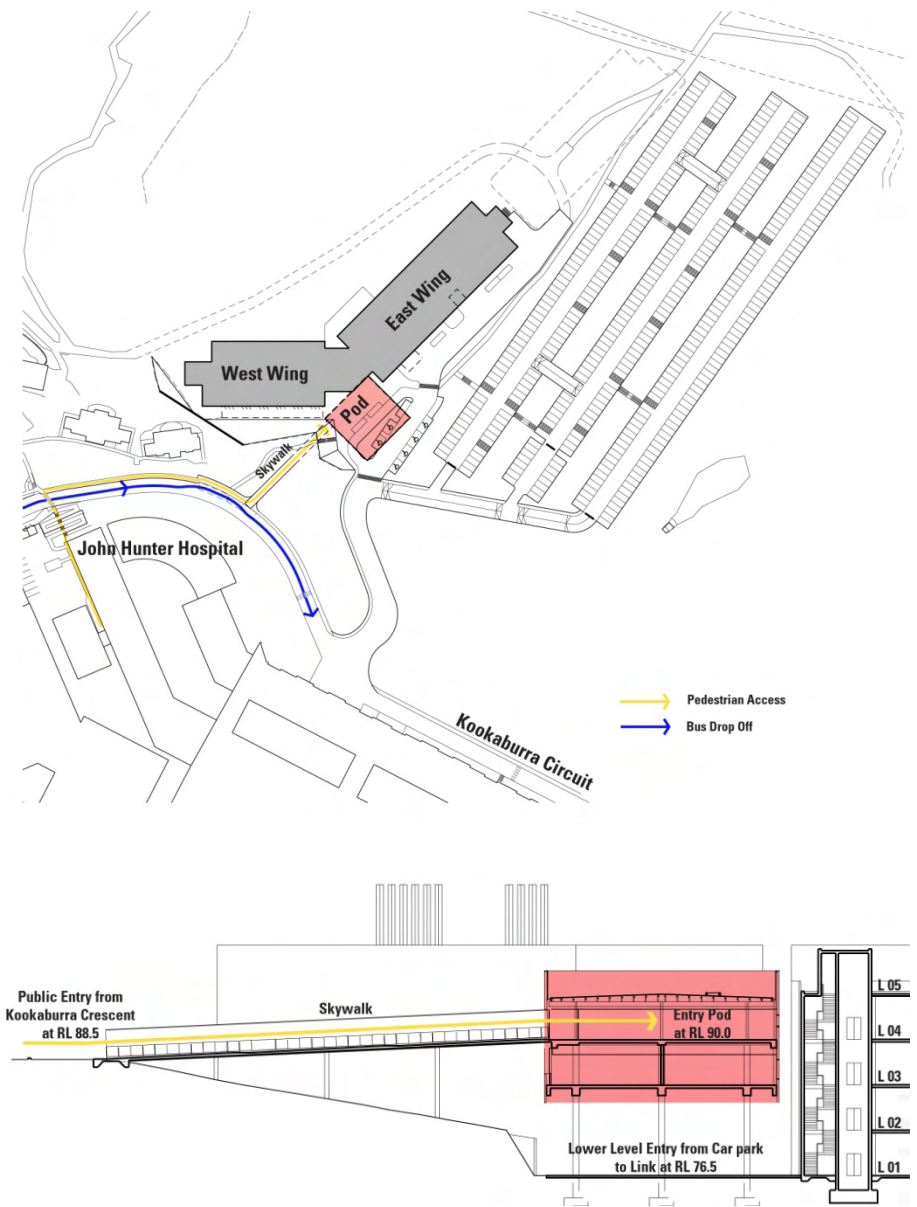 East Wing
West Wing
Pod
Skywalk
John Hunter Hospital
Pedestrian Access
Bus Drop Off
Kookaburra Circuit
Public Entry from
Kookaburra Crescent
at RL 88.5
Skywalk
Entry Pod
at RL 90.0
L 05
L 04
L 03
L 02
L 01
Lower Level Entry from Car park
to Link at RL 76.5